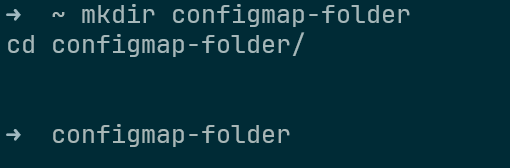 ➜  ~ mkdir configmap-folder
cd configmap-folder/
➜  configmap-folder